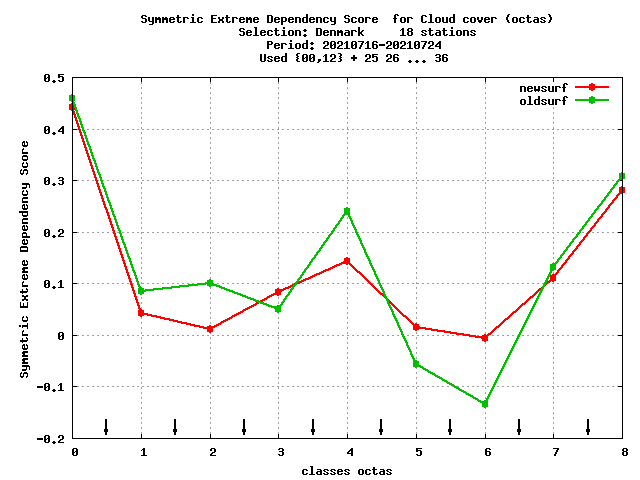 Symmetric Extreme Dependency Score  for Cloud cover (octas)
Selection: Denmark     18 stations
Period: 20210716-20210724
Used {00,12} + 25 26 ... 36
newsurf
oldsurf
0.5
0.4
0.3
0.2
0.1
0
-0.1
-0.2
Symmetric Extreme Dependency Score
0 1 2 3 4 5 6 7 8
classes octas